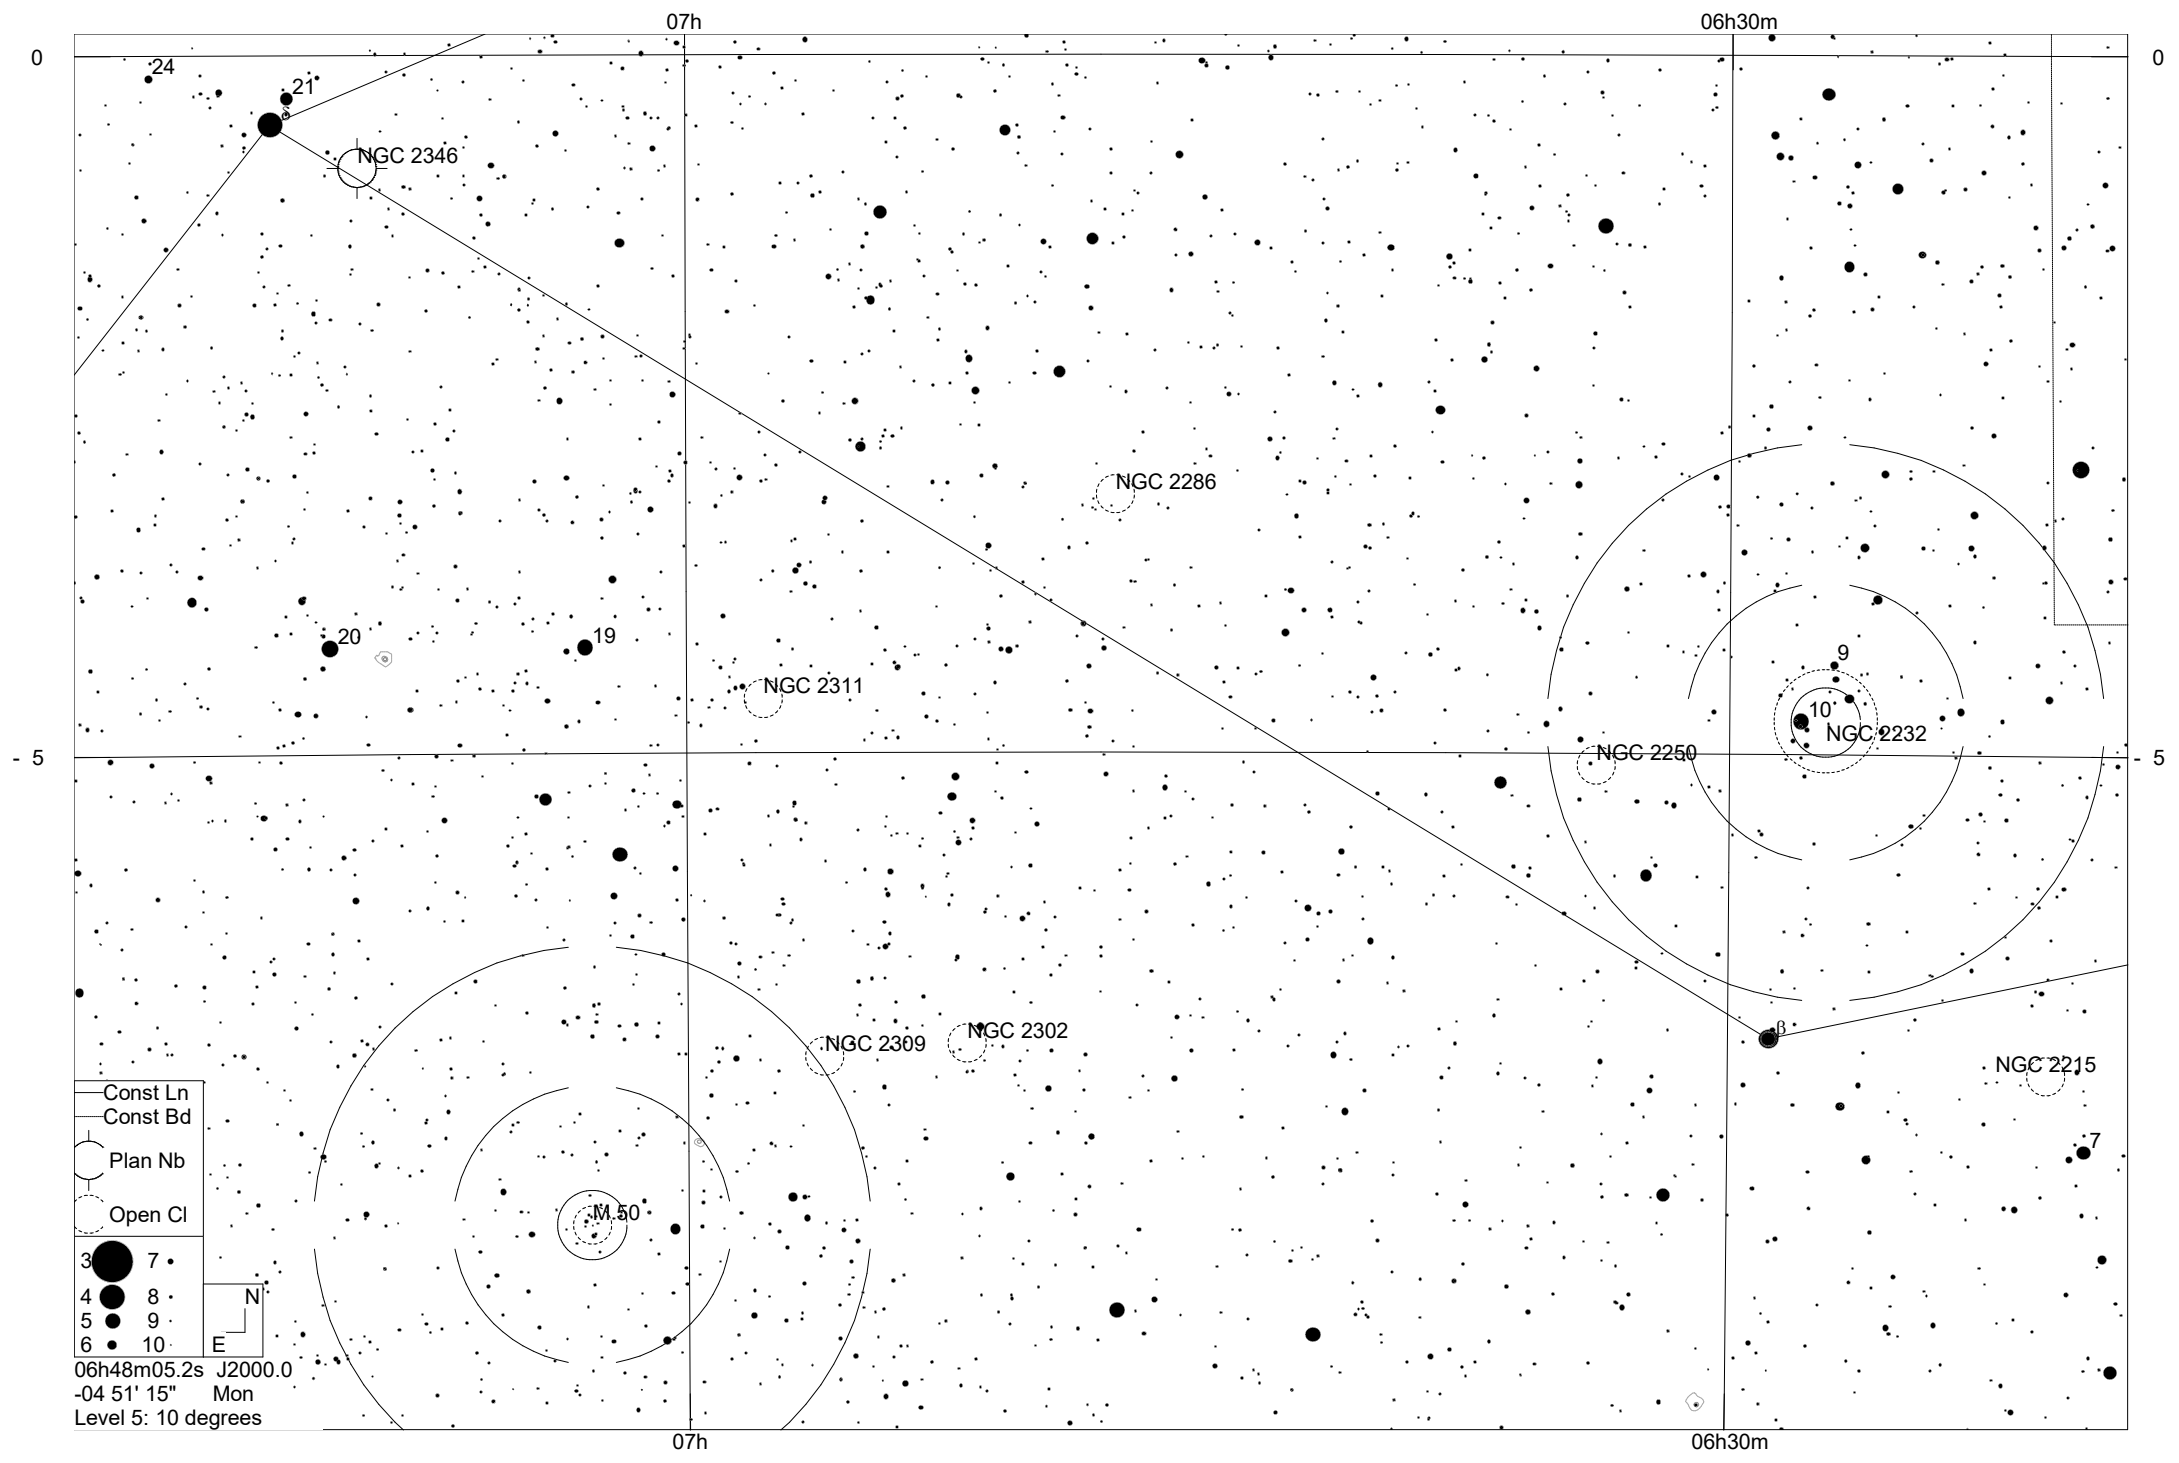 07h 06h30m
0 0
24
21
δ
NGC 2346
NGC 2286
20
19
9
NGC 2311
10
NGC 2232
NGC 2250
- 5 - 5
β
NGC 2302
NGC 2309
NGC 2215
Const Ln
Const Bd
7
Plan Nb
M 50
Open Cl
3 7
4 8
5 9
6 10
N
E
06h48m05.2s J2000.0
-04 51' 15" Mon
Level 5: 10 degrees
07h 06h30m